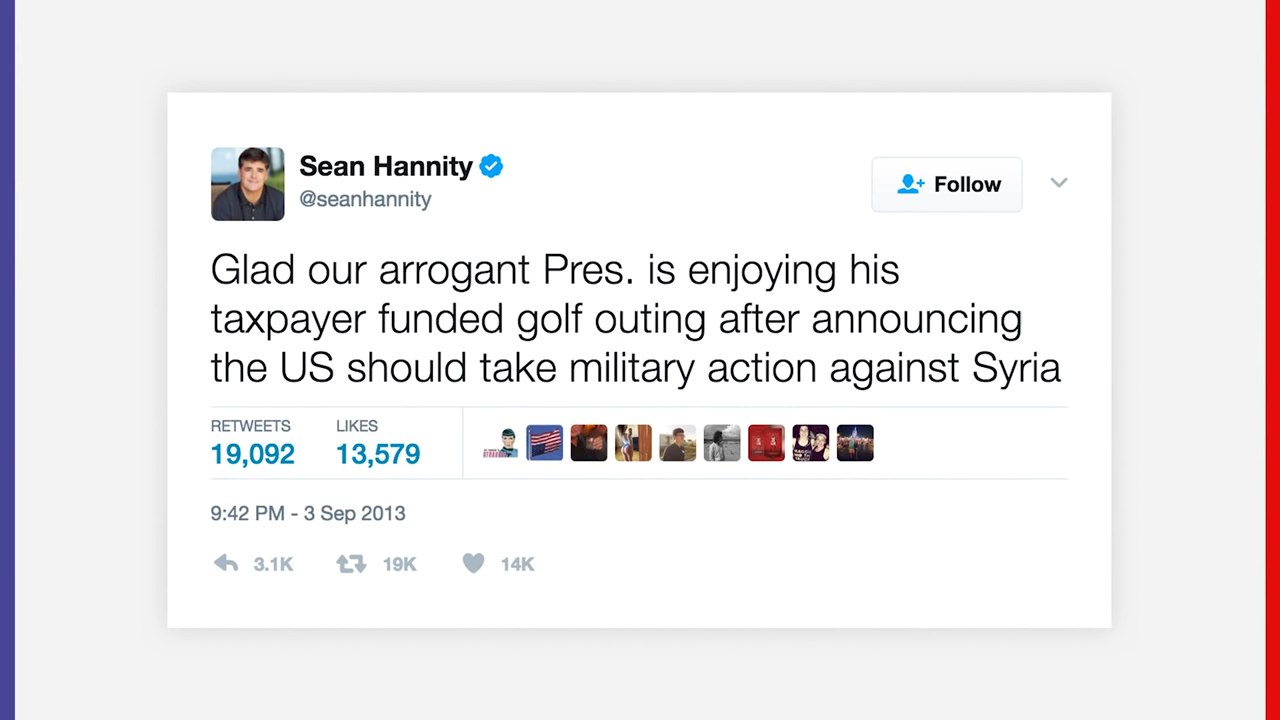 Sean Hannity
@seanhannity
Follow
Glad our arrogant Pres. is enjoying his
taxpayer funded golf outing after announcing
the US should take military action against Syria
RETWEETS LIKES
19,092 13,579
9:42 PM - 3 Sep 2013
3.1K 19K 14K